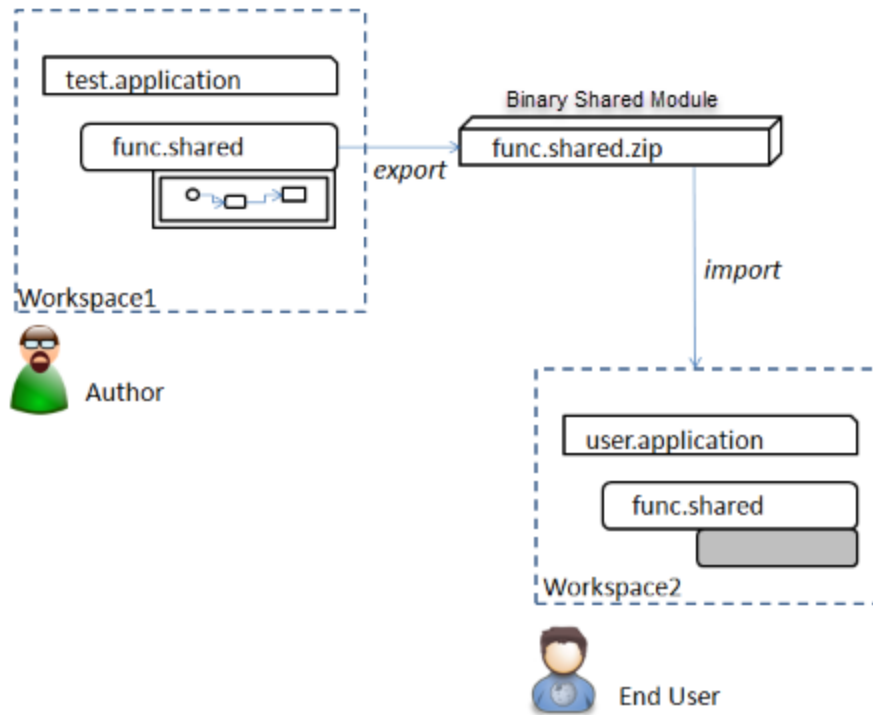 test.application
func.shared
Workspace1
Author
Binary Shared Module
func.shared.zip
export
import
user.application
func.shared
Workspace2
End User